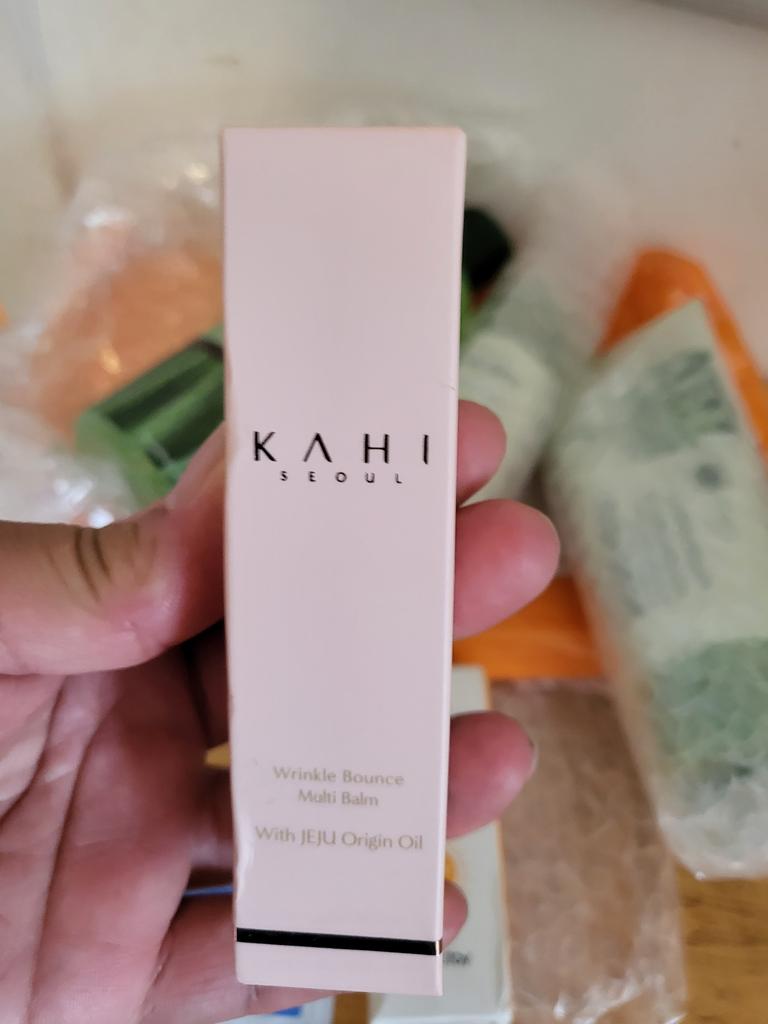 KAHI
SEOUL
Wrinkle Bounce
Multi Balm
With JEJU Origin Oil